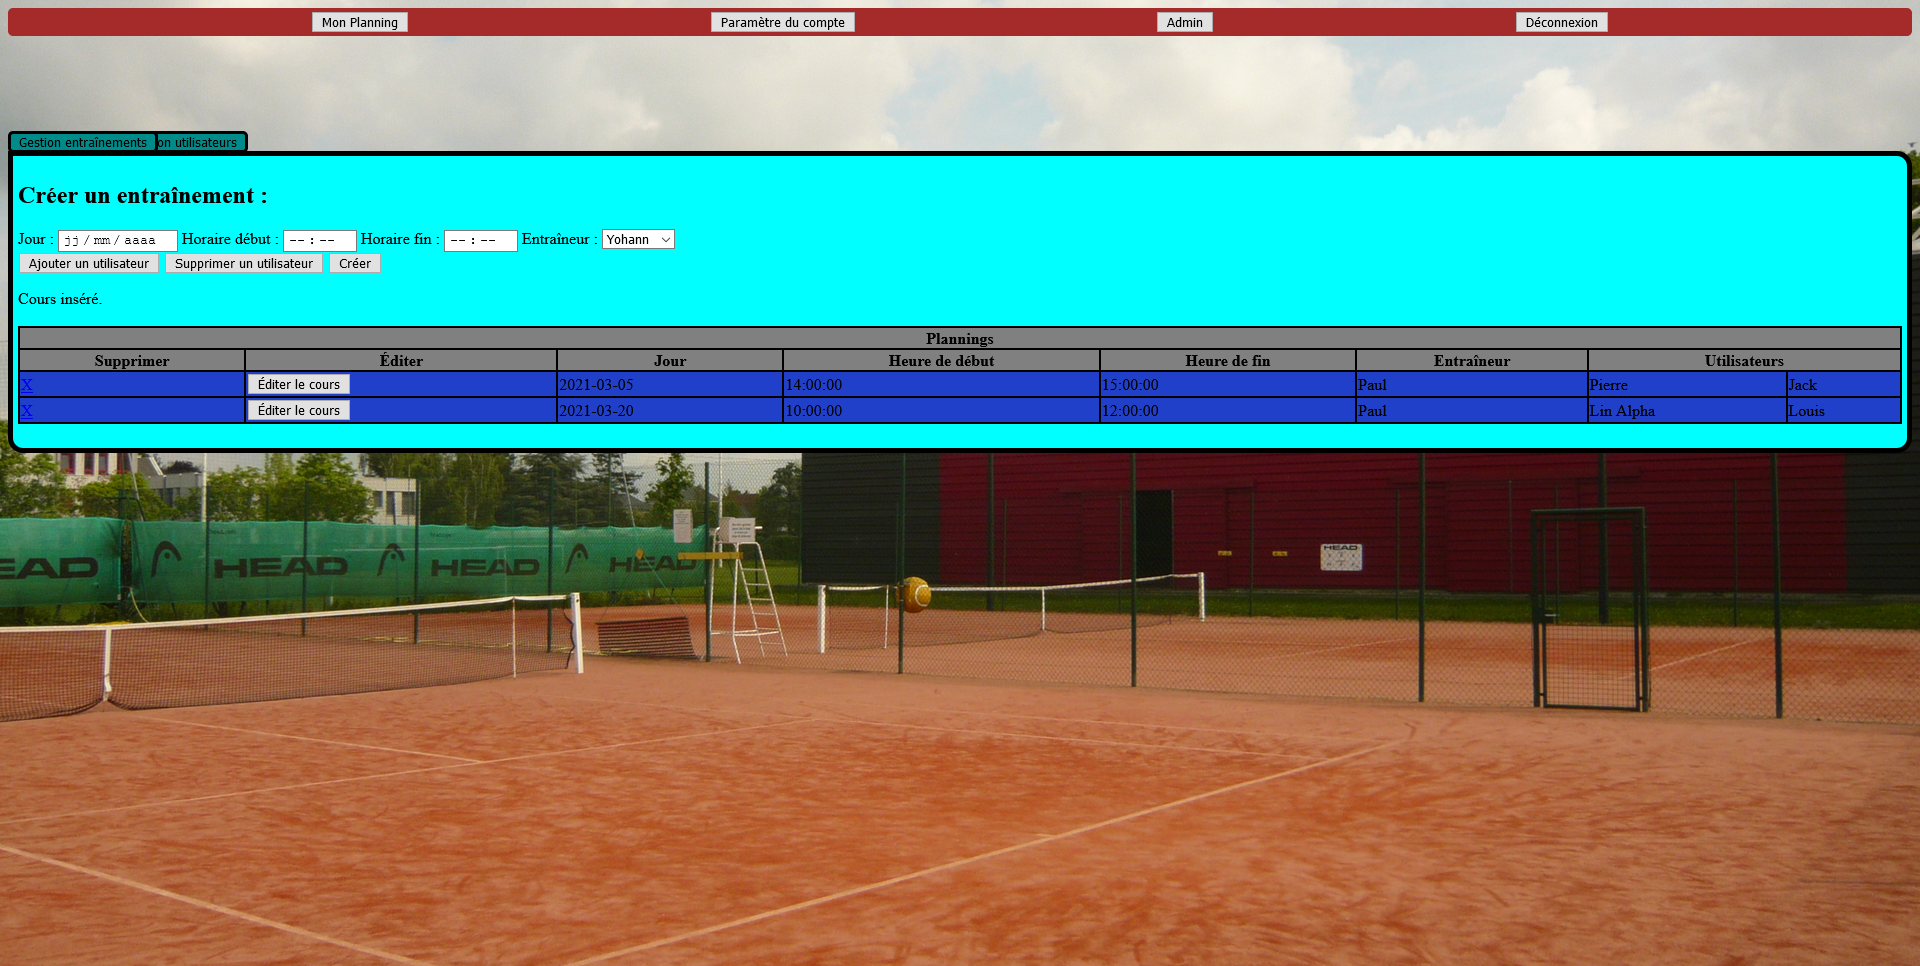 Mon Planning Paramètre du compte Admin Déconnexion
Gestion entraînements on utilisateurs
Créer un entraînement :
Jour : jj / mm / aaaa Horaire début : -- : -- Horaire fin : -- : -- Entraîneur : Yohann
Ajouter un utilisateur Supprimer un utilisateur Créer
Cours inséré.
Plannings
Supprimer Éditer Jour Heure de début Heure de fin Entraîneur Utilisateurs
X Éditer le cours 2021-03-05 14:00:00 15:00:00 Paul Pierre Jack
X Éditer le cours 2021-03-20 10:00:00 12:00:00 Paul Lin Alpha Louis
HEAD
EAD HEAD HEAD HEAD